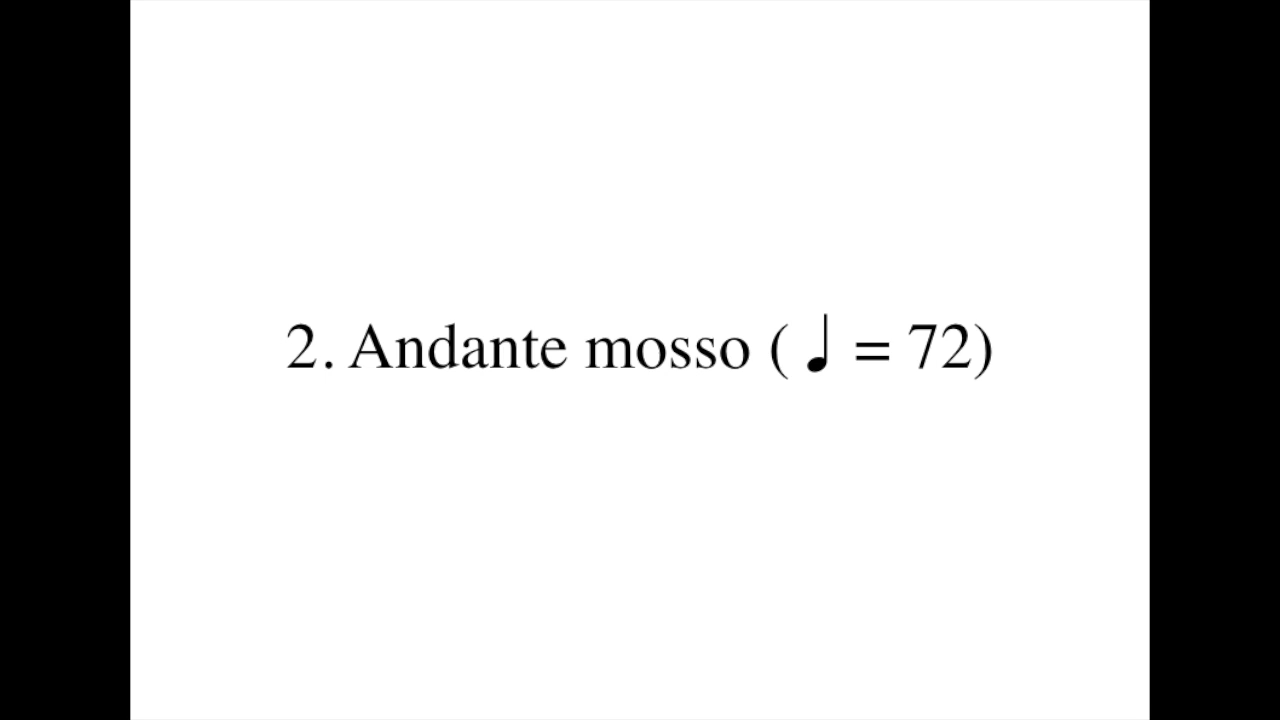 2. Andante mosso ( ♩ = 72)